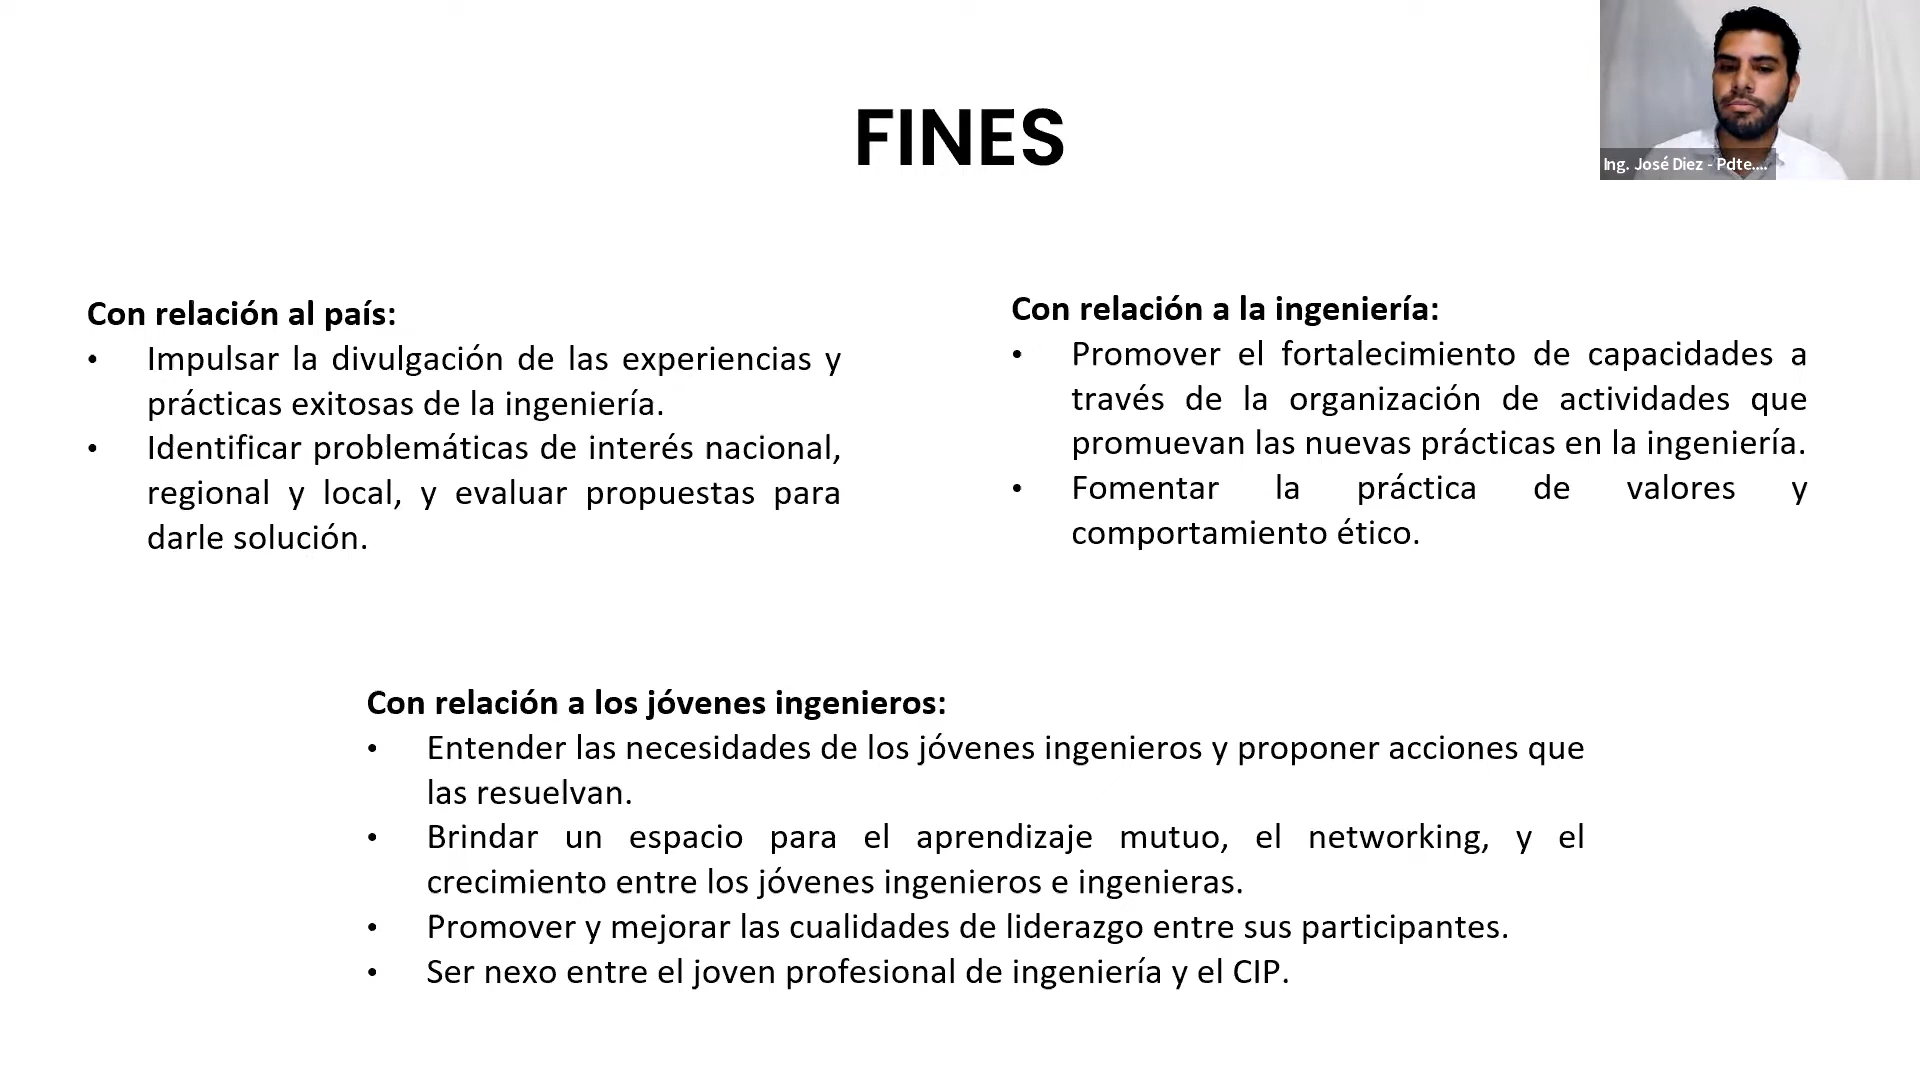 FINES
Ing. José Diez - Pdte....
Con relación al país:
• Impulsar la divulgación de las experiencias y
prácticas exitosas de la ingeniería.
• Identificar problemáticas de interés nacional,
regional y local, y evaluar propuestas para
darle solución.
Con relación a la ingeniería:
• Promover el fortalecimiento de capacidades a
través de la organización de actividades que
promuevan las nuevas prácticas en la ingeniería.
• Fomentar la práctica de valores y
comportamiento ético.
Con relación a los jóvenes ingenieros:
• Entender las necesidades de los jóvenes ingenieros y proponer acciones que
las resuelvan.
• Brindar un espacio para el aprendizaje mutuo, el networking, y el
crecimiento entre los jóvenes ingenieros e ingenieras.
• Promover y mejorar las cualidades de liderazgo entre sus participantes.
• Ser nexo entre el joven profesional de ingeniería y el CIP.